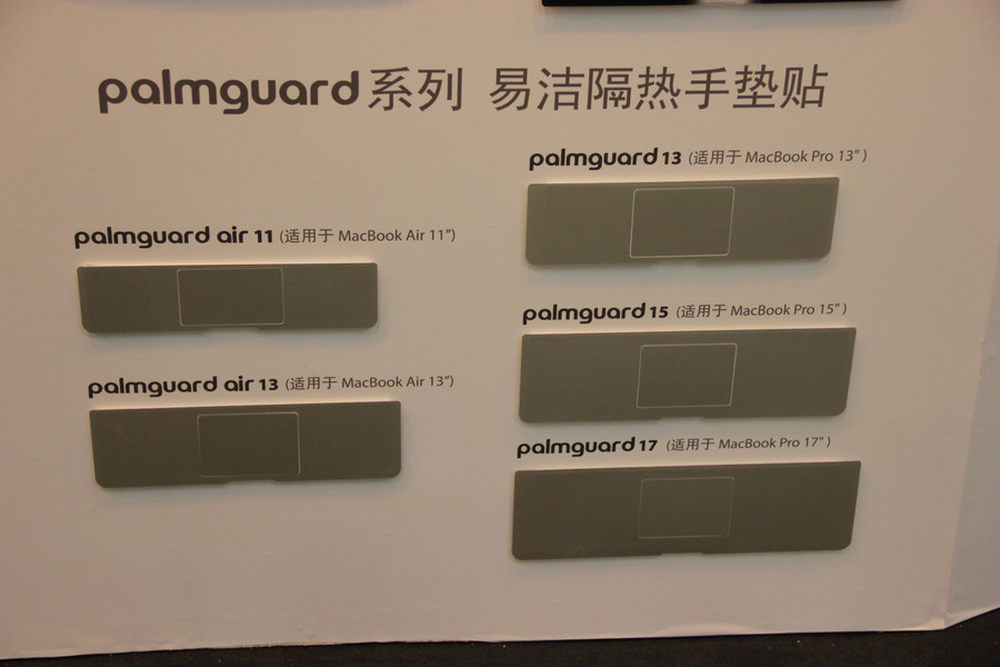 palmguard系列 易洁隔热手垫贴
palmguard air 11 (适用于 MacBook Air 11")
palmguard air 13 (适用于 MacBook Air 13")
palmguard 13 (适用于 MacBook Pro 13")
palmguard 15 (适用于 MacBook Pro 15")
palmguard 17 (适用于 MacBook Pro 17")